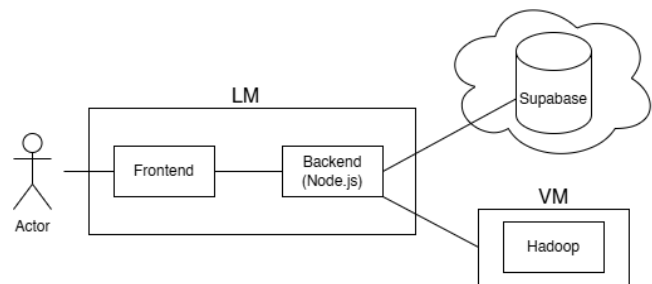 LM
Supabase
Frontend
Backend
(Node.js)
Actor
VM
Hadoop